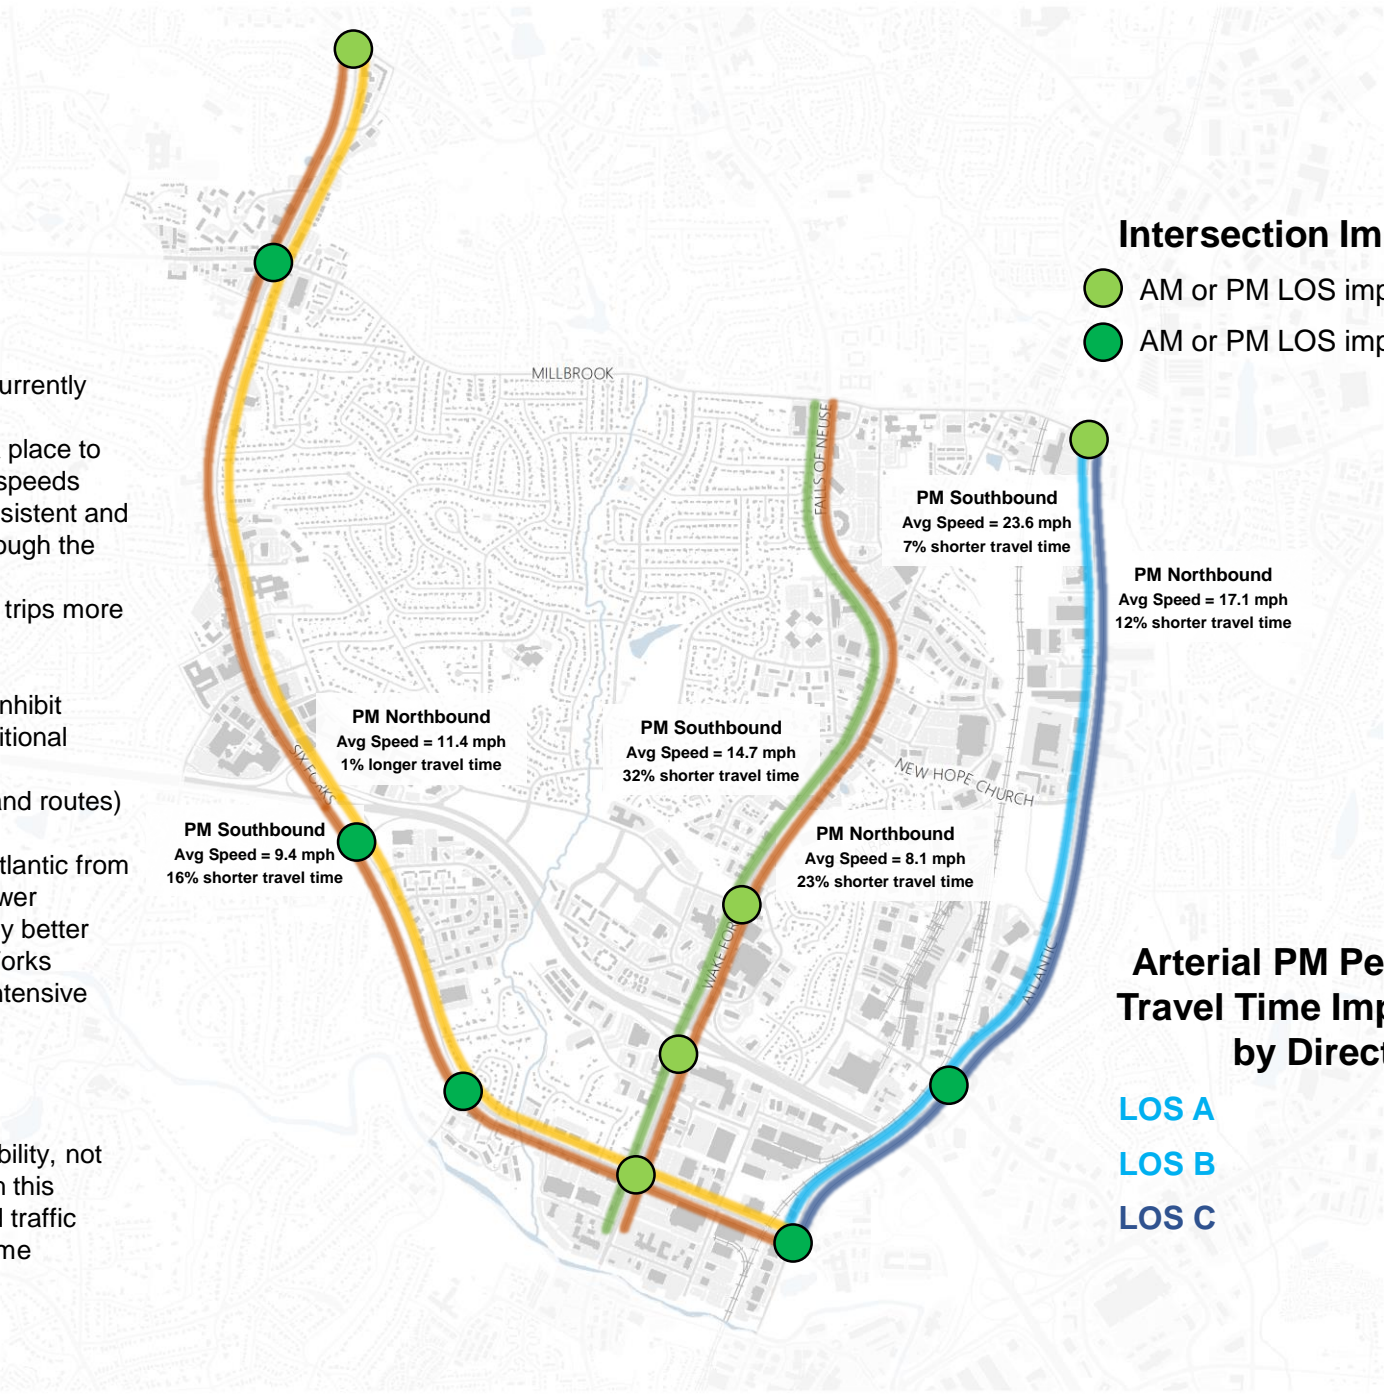 urrently
place to
speeds
sistent and
ough the
trips more
nhibit
itional
and routes)
tlantic from
wer
y better
orks
ntensive
bility, not
n this
l traffic
me
MILLBROOK
FALLS OF NEUSE
SIX FORKS
NEW HOPE CHURCH
WAKE FOR
ATLANTIC
PM Southbound
Avg Speed = 23.6 mph
7% shorter travel time
PM Northbound
Avg Speed = 17.1 mph
12% shorter travel time
PM Northbound
Avg Speed = 11.4 mph
1% longer travel time
PM Southbound
Avg Speed = 14.7 mph
32% shorter travel time
PM Southbound
Avg Speed = 9.4 mph
16% shorter travel time
PM Northbound
Avg Speed = 8.1 mph
23% shorter travel time
Intersection Im
AM or PM LOS imp
AM or PM LOS imp
Arterial PM Pe
Travel Time Imp
by Direct
LOS A
LOS B
LOS C